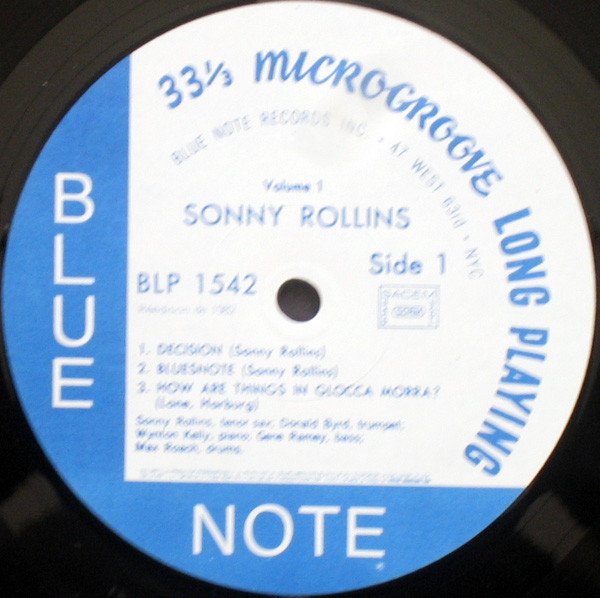 33⅓ MICROGROOVE LONG PLAYING
BLUE NOTE RECORDS INC. • 47 WEST 63rd • NYC
Volume 1
SONNY ROLLINS
Side 1
BLP 1542
SACEM
1. DECISION (Sonny Rollins)
2. BLUESNOTE (Sonny Rollins)
3. HOW ARE THINGS IN GLOCCA MORRA?
(Lane, Harburg)
Sonny Rollins, tenor sax; Donald Byrd, trumpet;
Wynton Kelly, piano; Gene Ramey, bass;
Max Roach, drums.
BLUE
NOTE